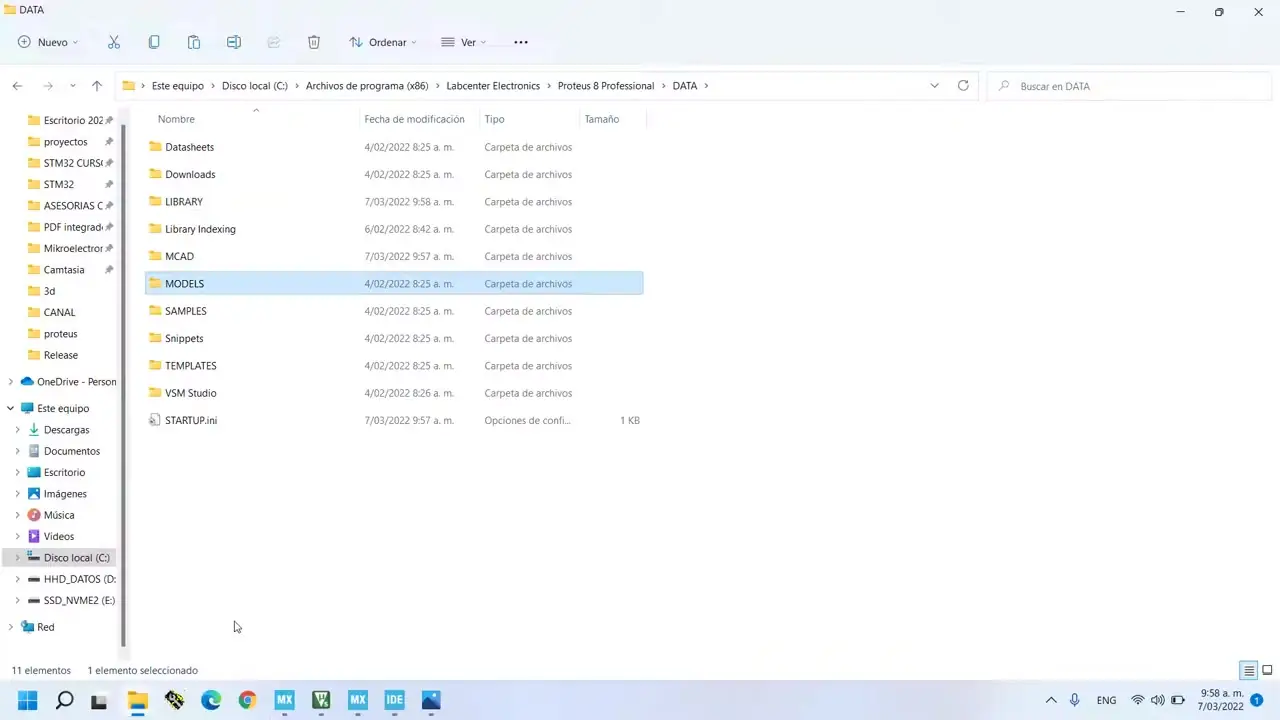 DATA
Nuevo
Ordenar
Ver
Este equipo > Disco local (C:) > Archivos de programa (x86) > Labcenter Electronics > Proteus 8 Professional > DATA >
Buscar en DATA
Nombre Fecha de modificación Tipo Tamaño
Datasheets 4/02/2022 8:25 a. m. Carpeta de archivos
Downloads 4/02/2022 8:25 a. m. Carpeta de archivos
LIBRARY 7/03/2022 9:58 a. m. Carpeta de archivos
Library Indexing 6/02/2022 8:42 a. m. Carpeta de archivos
MCAD 7/03/2022 9:57 a. m. Carpeta de archivos
MODELS 4/02/2022 8:25 a. m. Carpeta de archivos
SAMPLES 4/02/2022 8:25 a. m. Carpeta de archivos
Snippets 4/02/2022 8:25 a. m. Carpeta de archivos
TEMPLATES 4/02/2022 8:25 a. m. Carpeta de archivos
VSM Studio 4/02/2022 8:26 a. m. Carpeta de archivos
STARTUP.ini 7/03/2022 9:57 a. m. Opciones de confi... 1 KB
Escritorio 202
proyectos
STM32 CURS
STM32
ASESORIAS C
PDF integrad
Mikroelectror
Camtasia
3d
CANAL
proteus
Release
OneDrive - Person
Este equipo
Descargas
Documentos
Escritorio
Imágenes
Música
Videos
Disco local (C:)
HHD_DATOS (D:
SSD_NVME2 (E:)
Red
11 elementos 1 elemento seleccionado
MX
W
MX
IDE
ENG
9:58 a. m.
7/03/2022
1